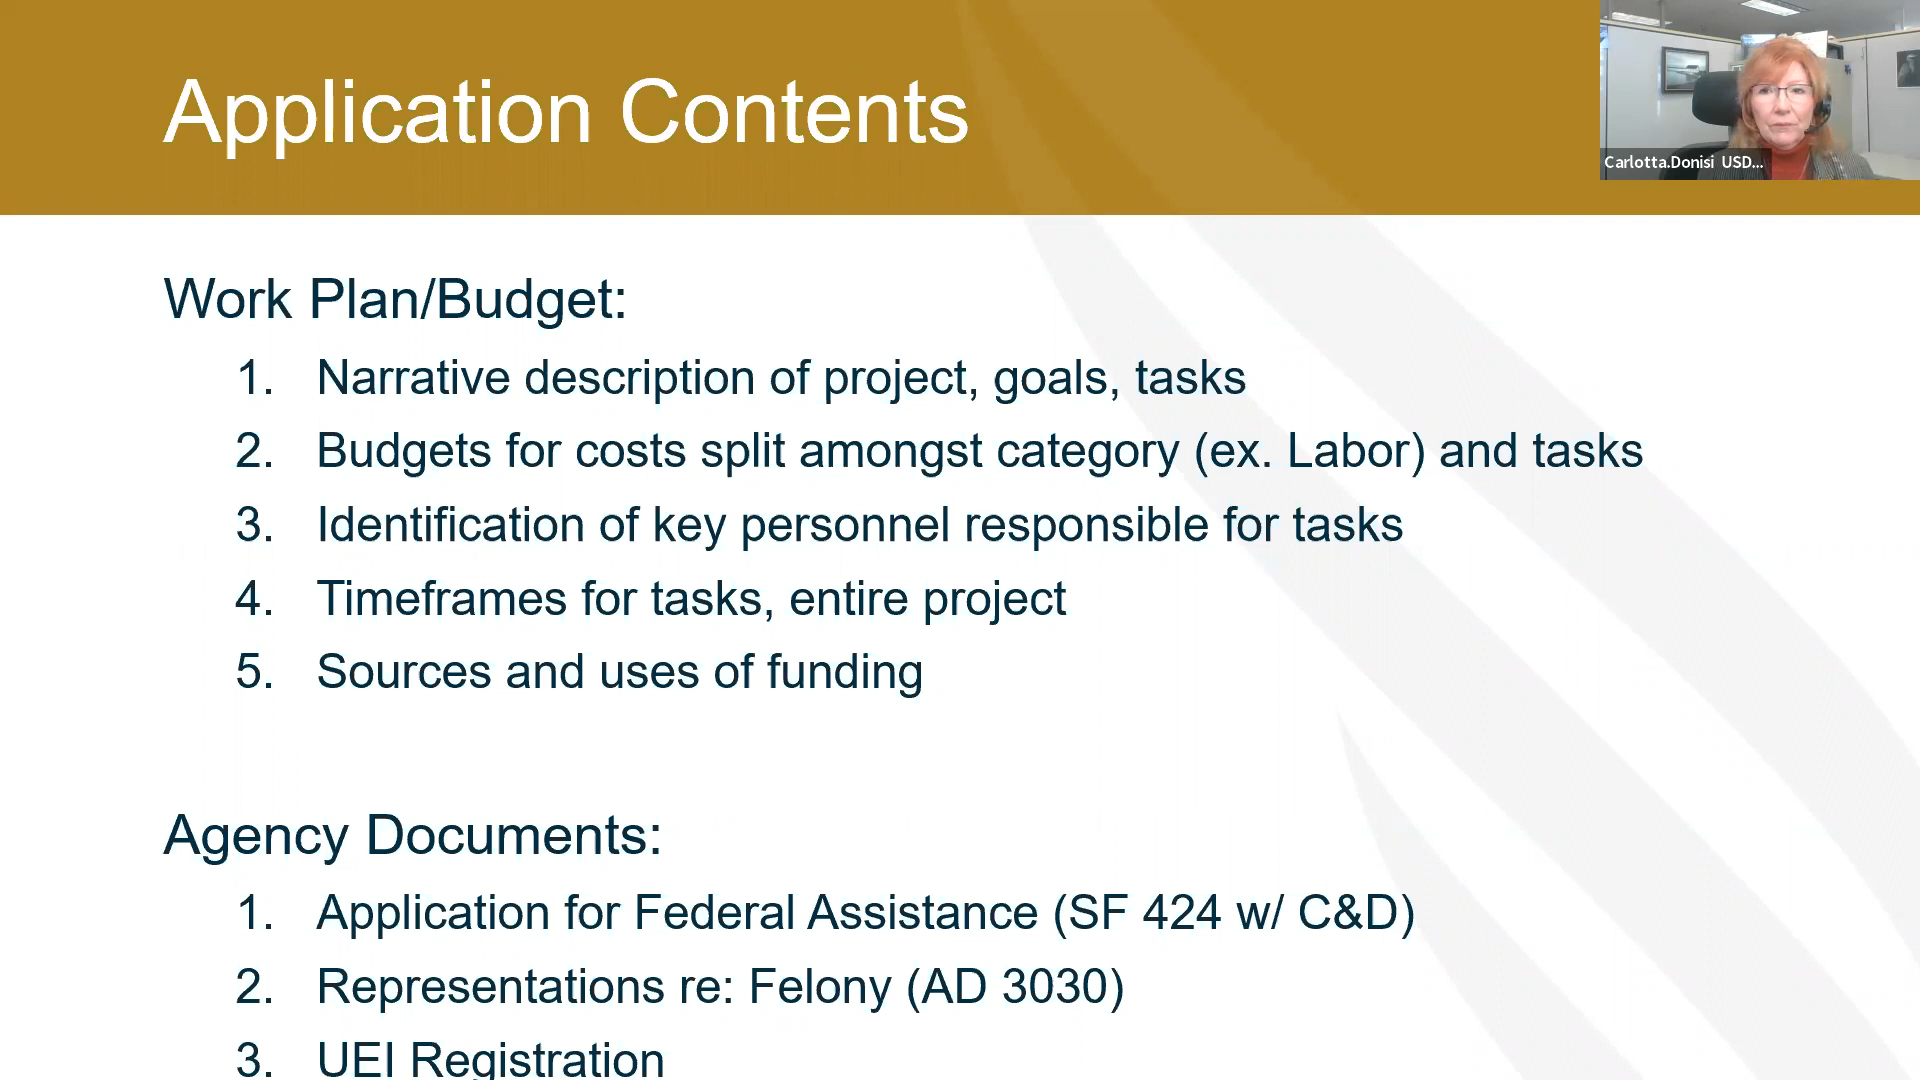 Application Contents
Carlotta.Donisi USD...
Work Plan/Budget:
1. Narrative description of project, goals, tasks
2. Budgets for costs split amongst category (ex. Labor) and tasks
3. Identification of key personnel responsible for tasks
4. Timeframes for tasks, entire project
5. Sources and uses of funding
Agency Documents:
1. Application for Federal Assistance (SF 424 w/ C&D)
2. Representations re: Felony (AD 3030)
3. UEI Registration